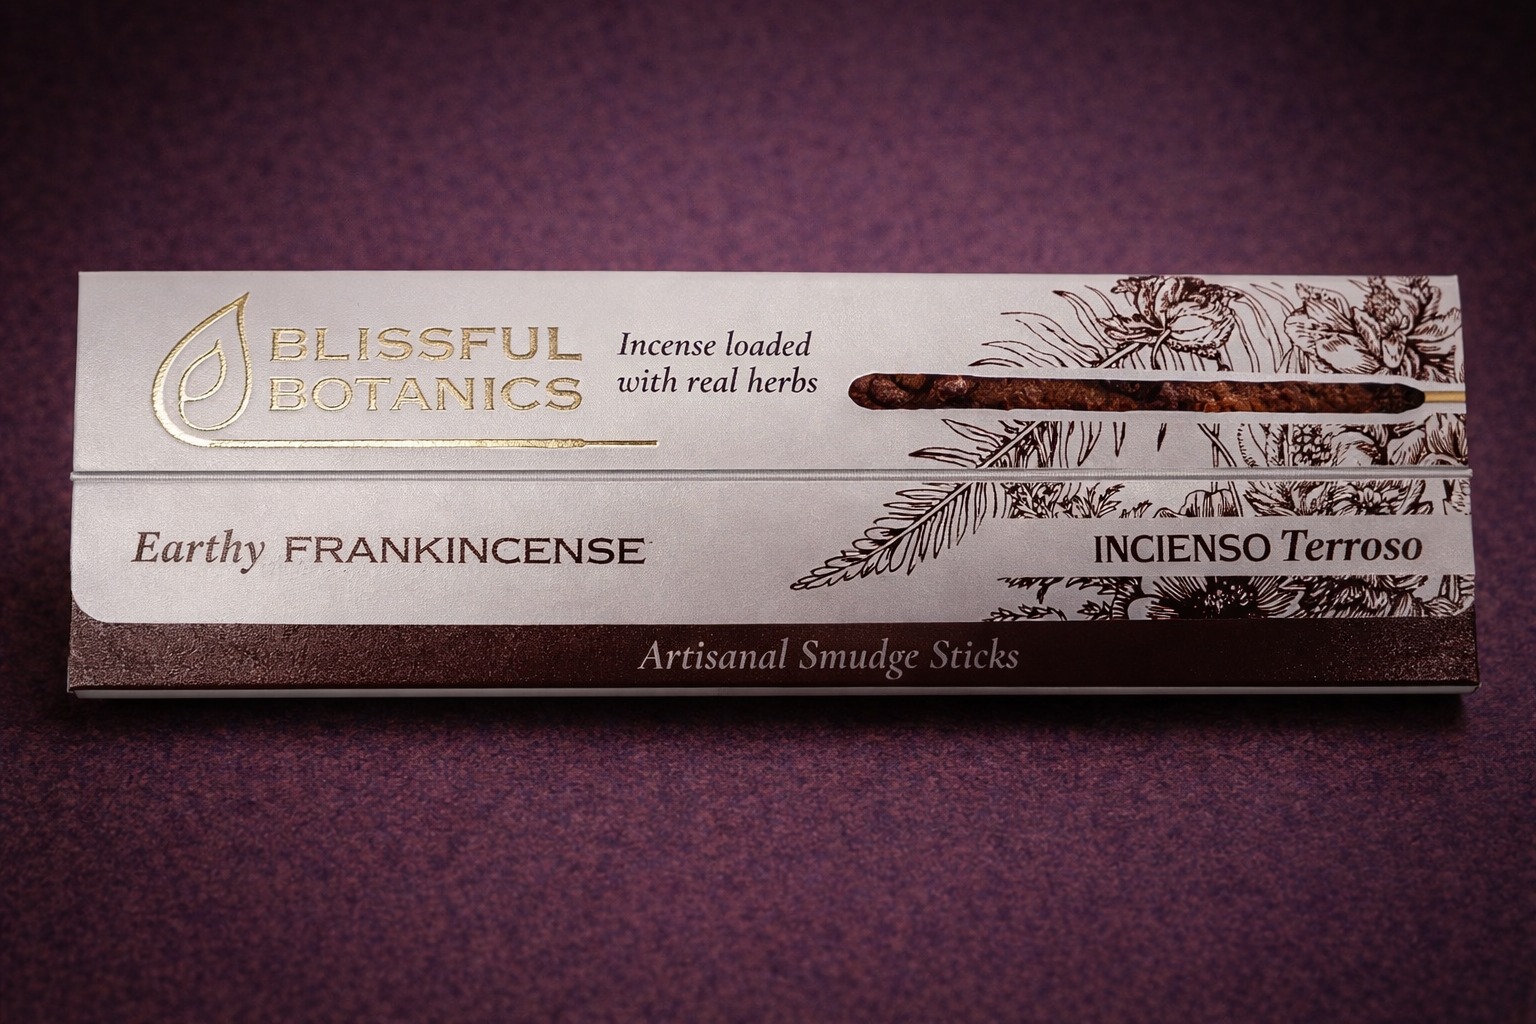 BLISSFUL
BOTANICS
Incense loaded
with real herbs
Earthy FRANKINCENSE
INCIENSO Terroso
Artisanal Smudge Sticks